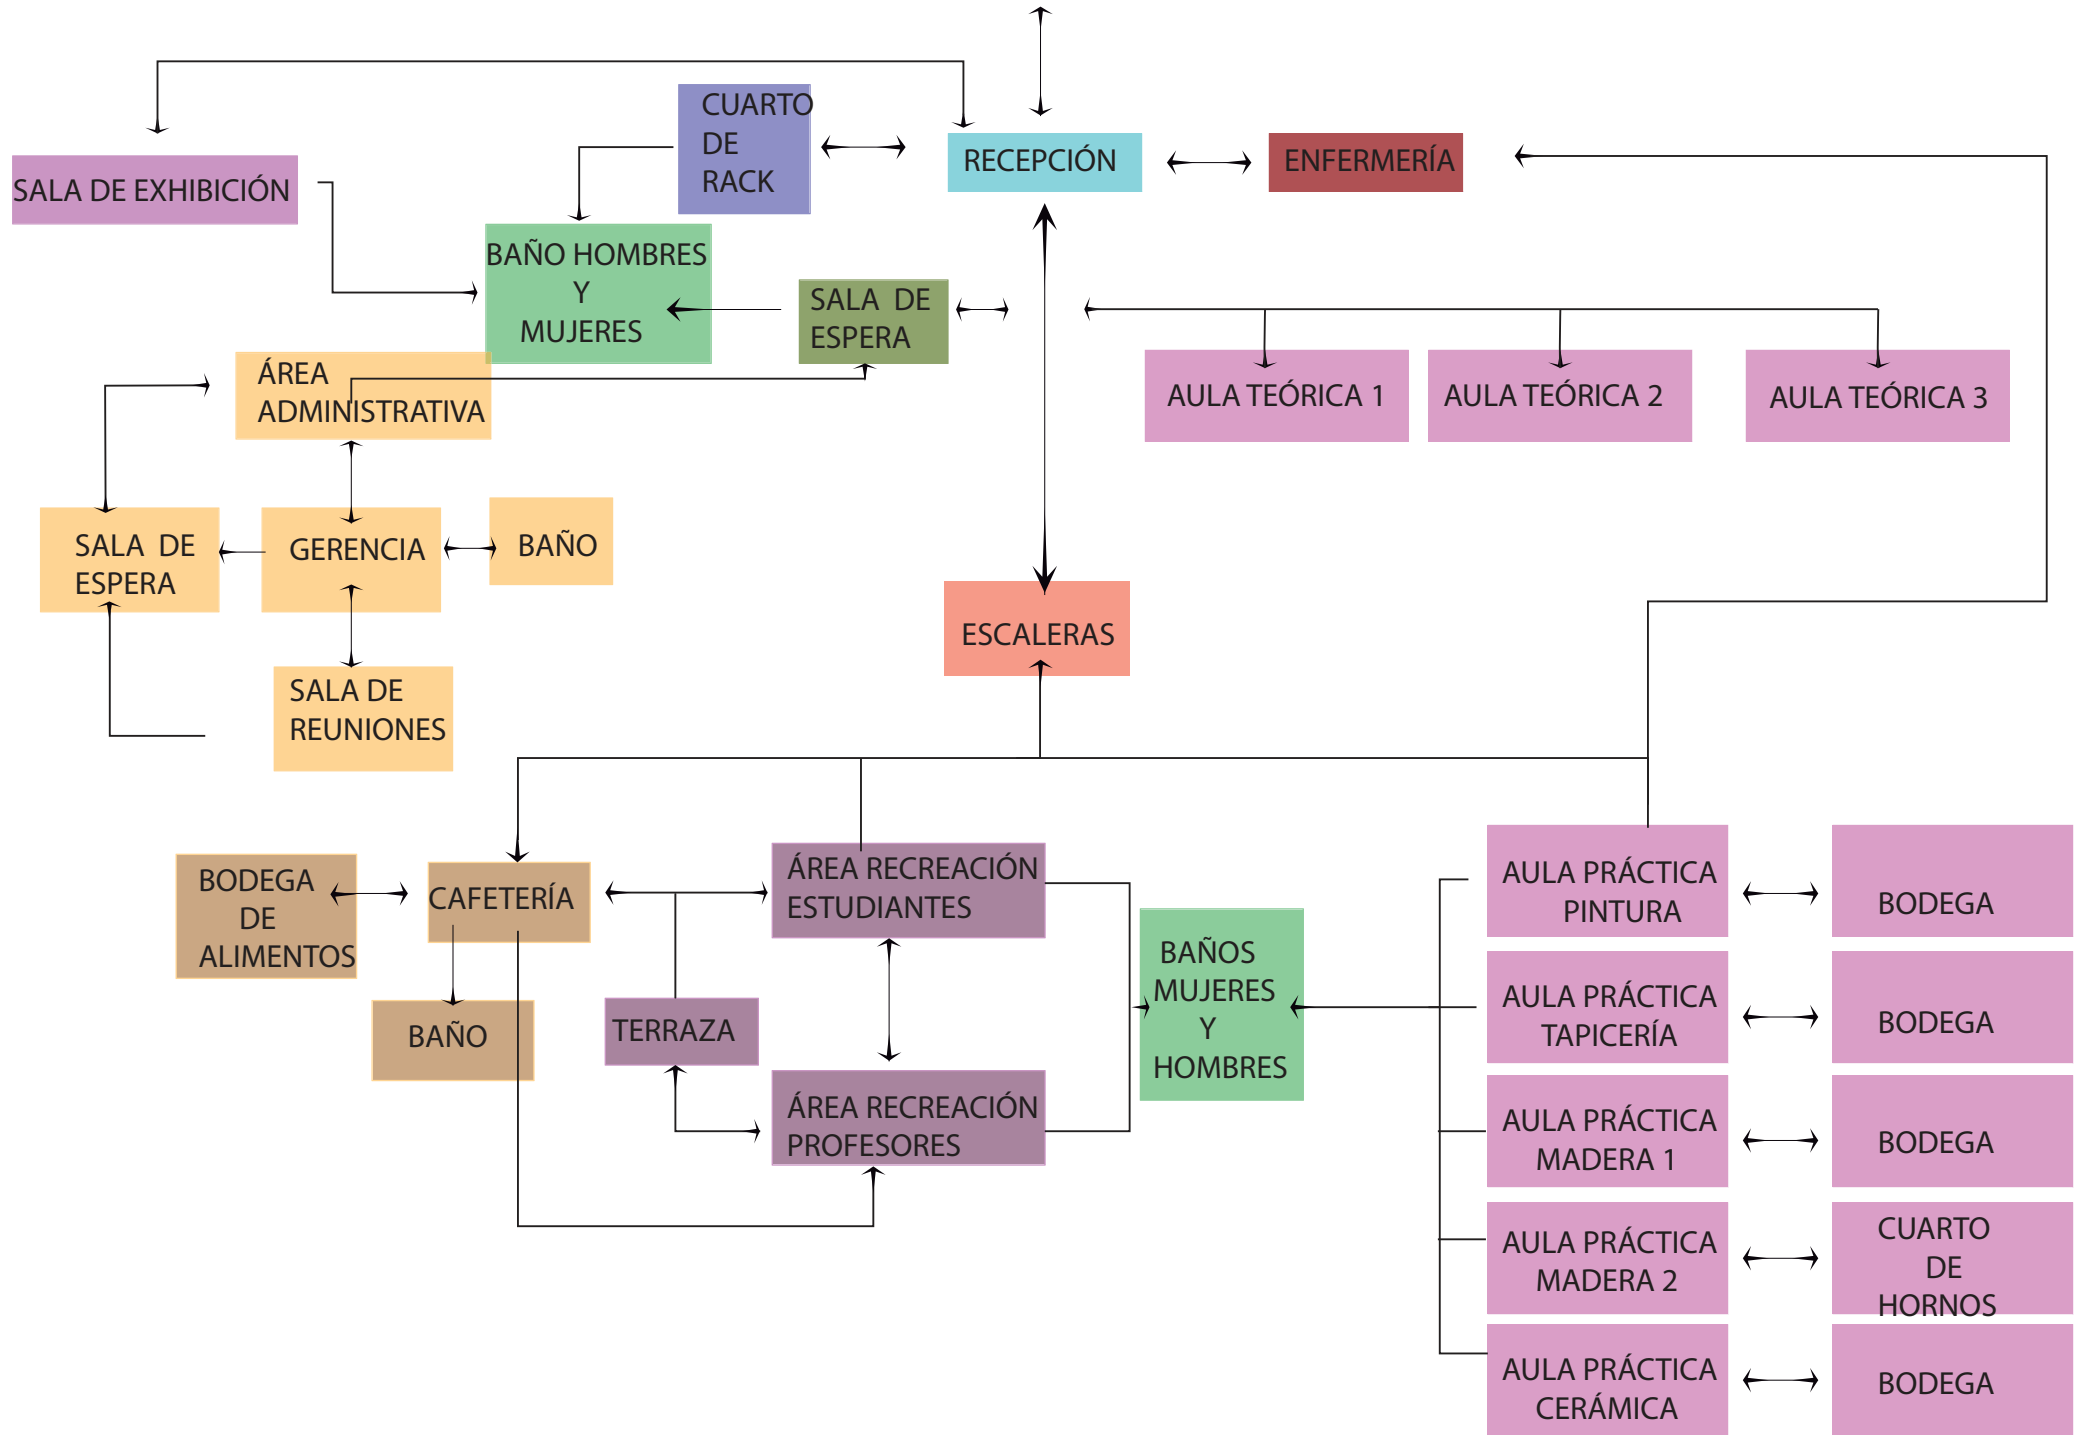 CUARTO
DE
RACK
RECEPCIÓN
ENFERMERÍA
SALA DE EXHIBICIÓN
BAÑO HOMBRES
Y
MUJERES
SALA DE
ESPERA
ÁREA
ADMINISTRATIVA
AULA TEÓRICA 1
AULA TEÓRICA 2
AULA TEÓRICA 3
SALA DE
ESPERA
GERENCIA
BAÑO
ESCALERAS
SALA DE
REUNIONES
BODEGA
DE
ALIMENTOS
CAFETERÍA
ÁREA RECREACIÓN
ESTUDIANTES
BAÑO
TERRAZA
ÁREA RECREACIÓN
PROFESORES
BAÑOS
MUJERES
Y
HOMBRES
AULA PRÁCTICA
PINTURA
BODEGA
AULA PRÁCTICA
TAPICERÍA
BODEGA
AULA PRÁCTICA
MADERA 1
BODEGA
AULA PRÁCTICA
MADERA 2
CUARTO
DE
HORNOS
AULA PRÁCTICA
CERÁMICA
BODEGA